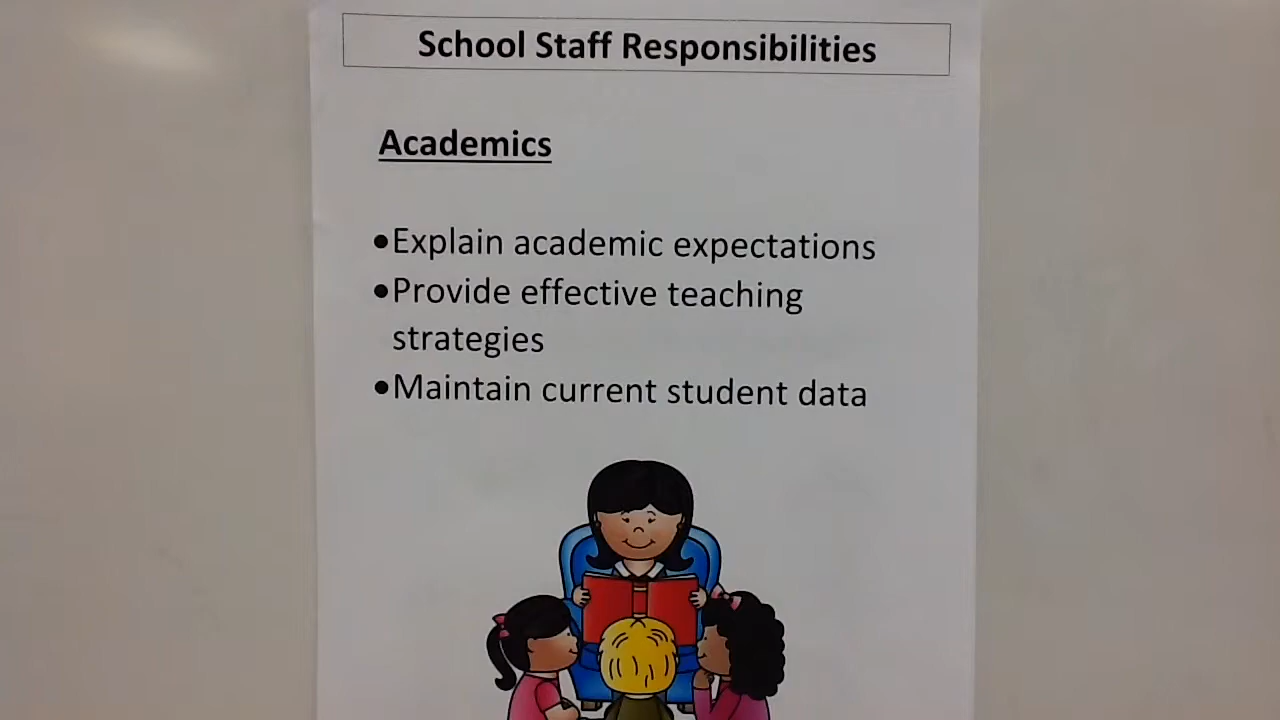 School Staff Responsibilities
Academics
•Explain academic expectations
•Provide effective teaching
strategies
•Maintain current student data